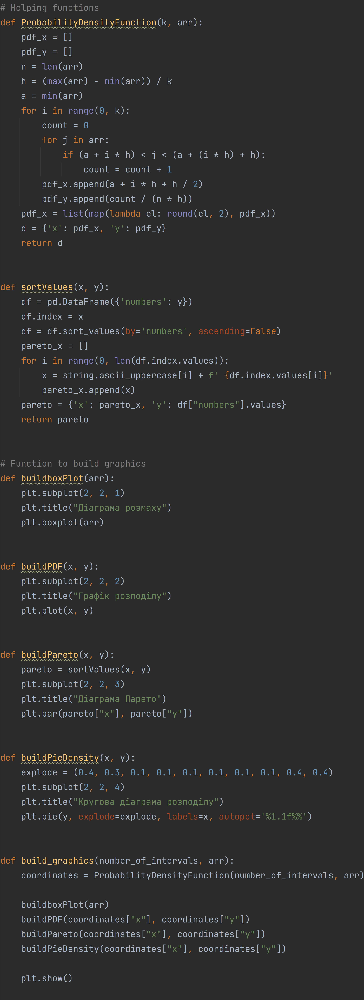 # Helping functions
def ProbabilityDensityFunction(k, arr):
    pdf_x = []
    pdf_y = []
    n = len(arr)
    h = (max(arr) - min(arr)) / k
    a = min(arr)
    for i in range(0, k):
        count = 0
        for j in arr:
            if (a + i * h) < j < (a + (i * h) + h):
                count = count + 1
        pdf_x.append(a + i * h + h / 2)
        pdf_y.append(count / (n * h))
    pdf_x = list(map(lambda el: round(el, 2), pdf_x))
    d = {'x': pdf_x, 'y': pdf_y}
    return d
def sortValues(x, y):
    df = pd.DataFrame({'numbers': y})
    df.index = x
    df = df.sort_values(by='numbers', ascending=False)
    pareto_x = []
    for i in range(0, len(df.index.values)):
        x = string.ascii_uppercase[i] + f' {df.index.values[i]}'
        pareto_x.append(x)
    pareto = {'x': pareto_x, 'y': df["numbers"].values}
    return pareto
# Function to build graphics
def buildboxPlot(arr):
    plt.subplot(2, 2, 1)
    plt.title("Діаграма розмаху")
    plt.boxplot(arr)
def buildPDF(x, y):
    plt.subplot(2, 2, 2)
    plt.title("Графік розподілу")
    plt.plot(x, y)
def buildPareto(x, y):
    pareto = sortValues(x, y)
    plt.subplot(2, 2, 3)
    plt.title("Діаграма Парето")
    plt.bar(pareto["x"], pareto["y"])
def buildPieDensity(x, y):
    explode = (0.4, 0.3, 0.1, 0.1, 0.1, 0.1, 0.1, 0.1, 0.4, 0.4)
    plt.subplot(2, 2, 4)
    plt.title("Кругова діаграма розподілу")
    plt.pie(y, explode=explode, labels=x, autopct='%1.1f%%')
def build_graphics(number_of_intervals, arr):
    coordinates = ProbabilityDensityFunction(number_of_intervals, arr)
    buildboxPlot(arr)
    buildPDF(coordinates["x"], coordinates["y"])
    buildPareto(coordinates["x"], coordinates["y"])
    buildPieDensity(coordinates["x"], coordinates["y"])
    plt.show()